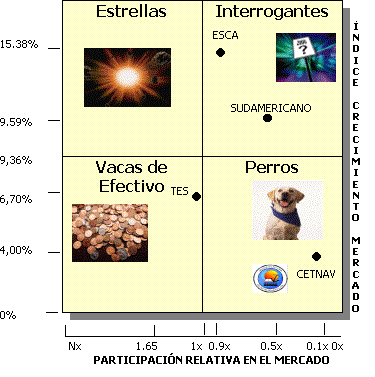 Estrellas
Interrogantes
ESCA
15.38%
SUDAMERICANO
9.59%
9,36%
Vacas de
Efectivo
Perros
TES
6,70%
4,00%
CETNAV
0%
Nx 1.65 1x 0.9x 0.5x 0.1x 0x
PARTICIPACIÓN RELATIVA EN EL MERCADO
ÍNDICE CRECIMIENTO MERCADO
?